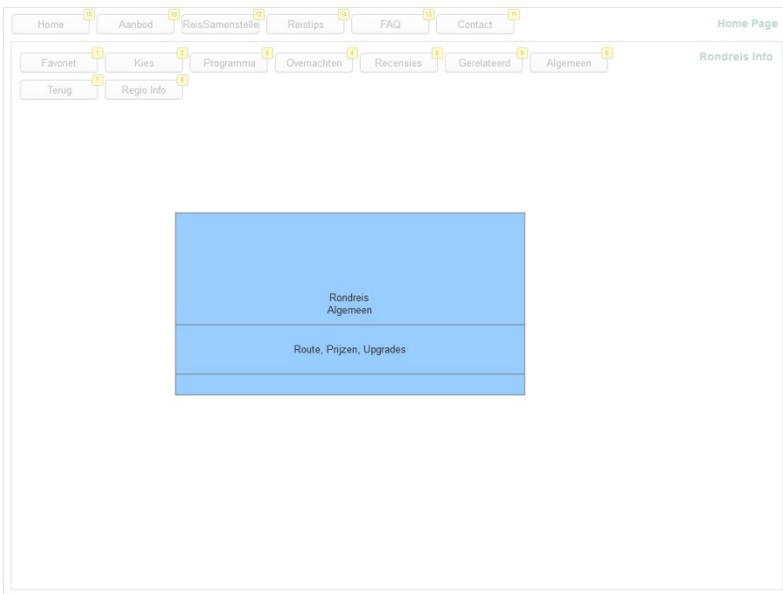 Home Aanbod ReisSamenstelle Reistips FAQ Contact Home Page
Favoriet Kies Programma Overnachten Recensies Gerelateerd Algemeen Rondreis Info
Terug Regio Info
Rondreis
Algemeen
Route, Prijzen, Upgrades